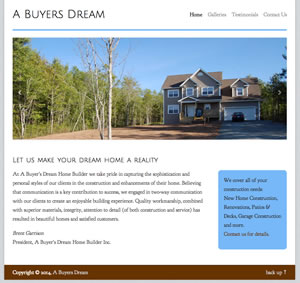 A BUYERS DREAM
Home Galleries Testimonials Contact Us
LET US MAKE YOUR DREAM HOME A REALITY
At A Buyer's Dream Home Builder we take pride in capturing the sophistication and
personal styles of our clients in the construction and enhancements of their home. Believing
that communication is a key contribution to success, we engaged in two-way communication
with our clients to create an enjoyable building experience. Quality workmanship, combined
with superior materials, integrity, attention to detail (of both construction and service) has
resulted in beautiful homes and satisfied customers.
President, A Buyer's Dream Home Builder Inc.
We cover all of your
construction needs
New Home Construction,
Renovations, Patios &
Decks, Garage Construction
and more.
Contact us for details.
Copyright © 2014 A Buyers Dream
back up ↑